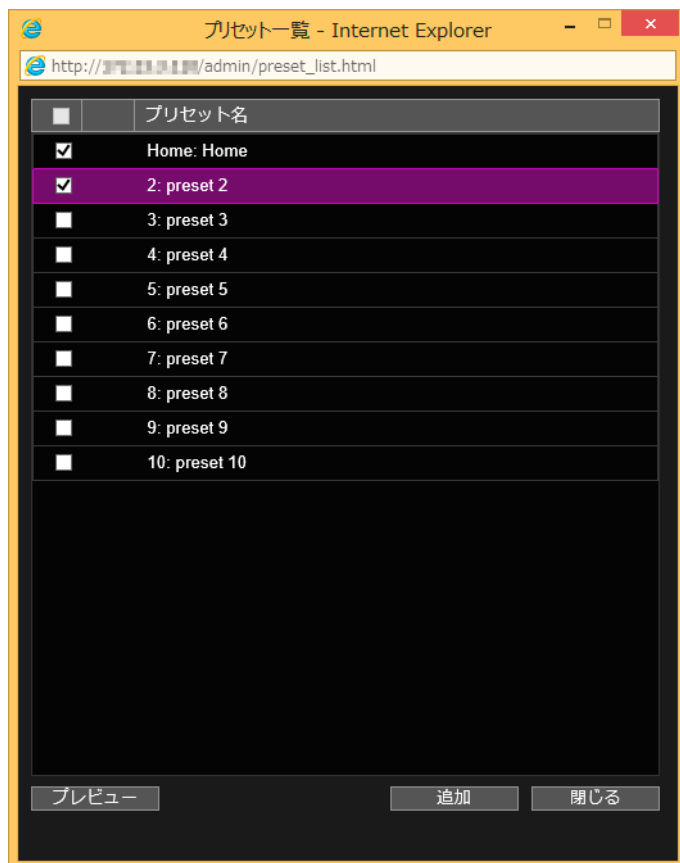 プリセット一覧 - Internet Explorer
http:// /admin/preset_list.html
プリセット名
Home: Home
2: preset 2
3: preset 3
4: preset 4
5: preset 5
6: preset 6
7: preset 7
8: preset 8
9: preset 9
10: preset 10
プレビュー 追加 閉じる